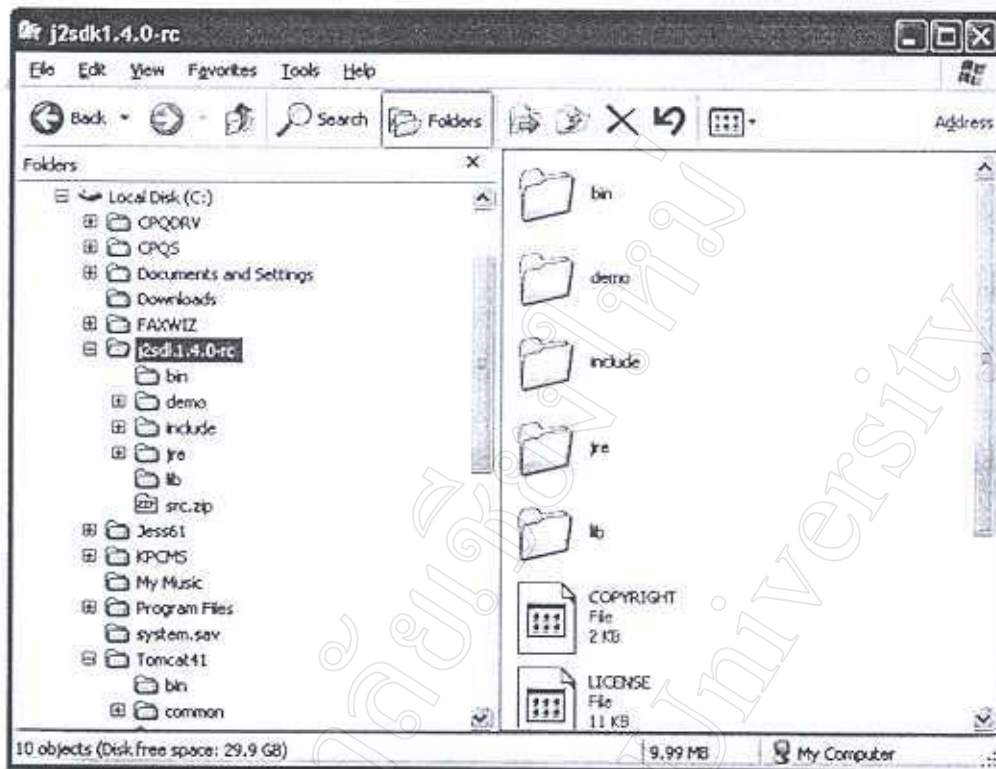 j2sdk1.4.0-rc
File Edit View Favorites Tools Help
Back Search Folders Address
Folders
Local Disk (C:)
CPQDRV
CPQS
Documents and Settings
Downloads
FAXWIZ
j2sdk1.4.0-rc
bin
demo
include
jre
lib
src.zip
Jess61
KPCMS
My Music
Program Files
system.sav
Tomcat41
bin
common
bin
demo
include
jre
lib
COPYRIGHT
File
2 KB
LICENSE
File
11 KB
10 objects (Disk free space: 29.9 GB) 9.99 MB My Computer
University